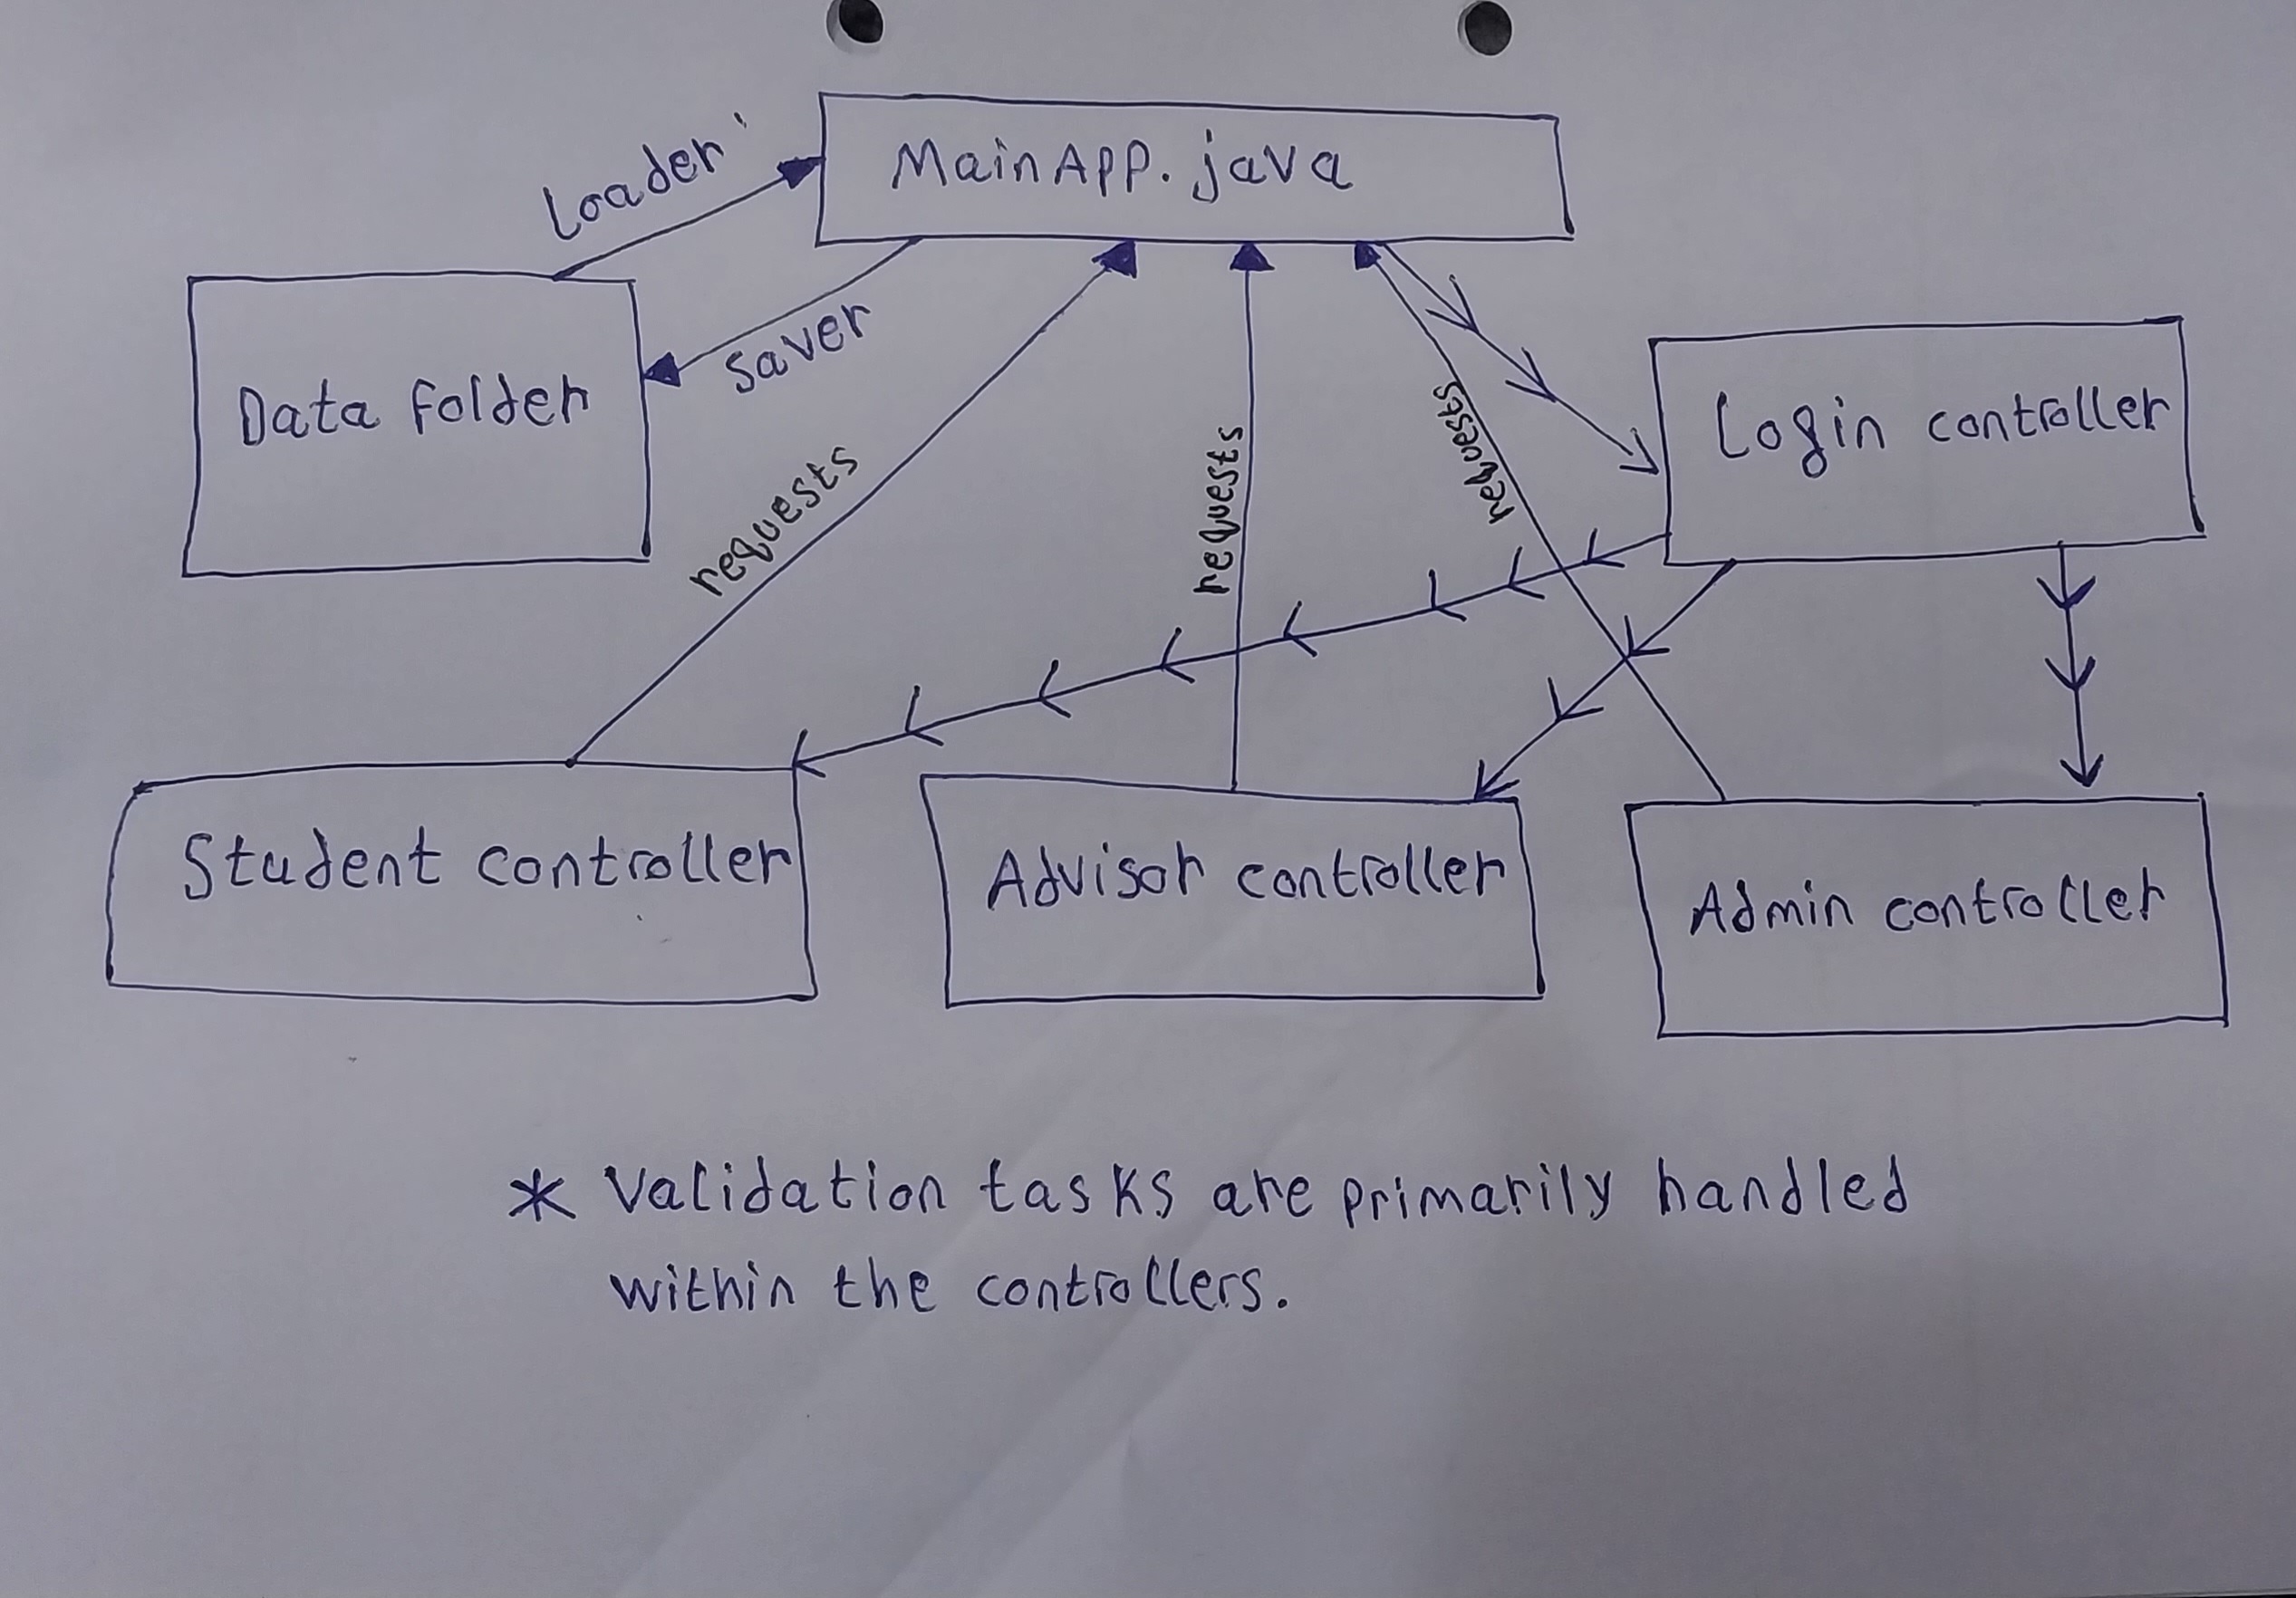 MainApp.java
Loader
Saver
Data Folder
Login controller
requests
requests
requests
Student controller
Advisor controller
Admin controller
* Validation tasks are primarily handled
within the controllers.